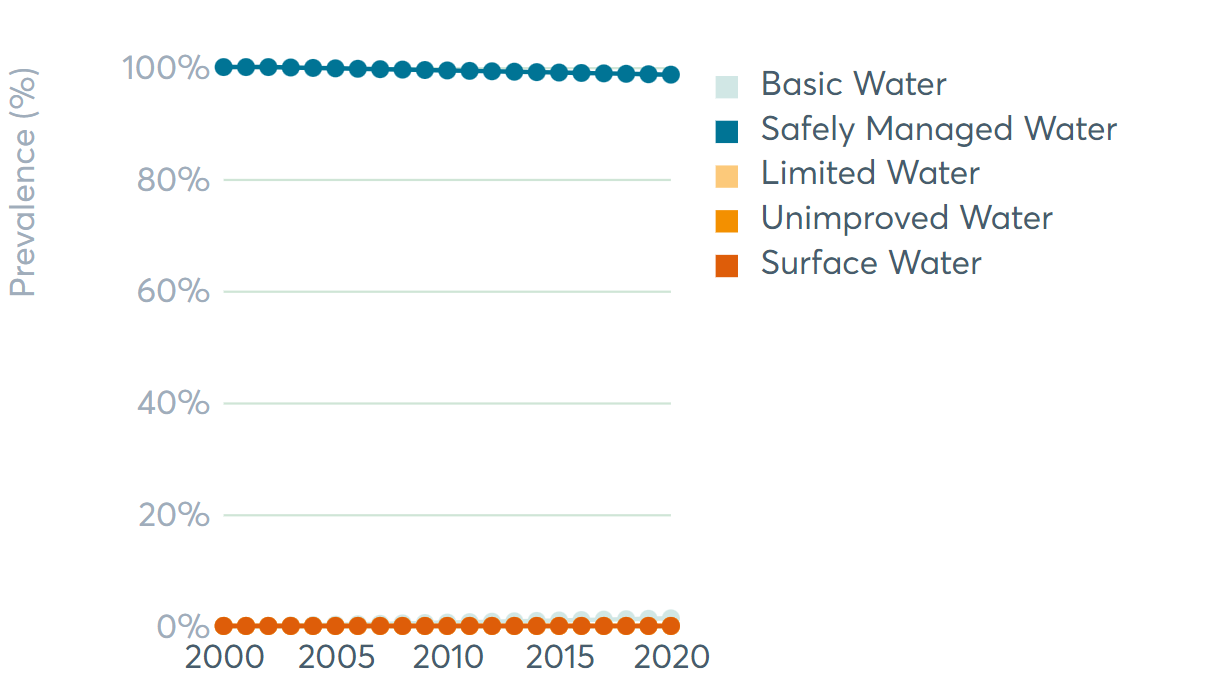 Prevalence (%)
100%
80%
60%
40%
20%
0%
2000 2005 2010 2015 2020
Basic Water
Safely Managed Water
Limited Water
Unimproved Water
Surface Water